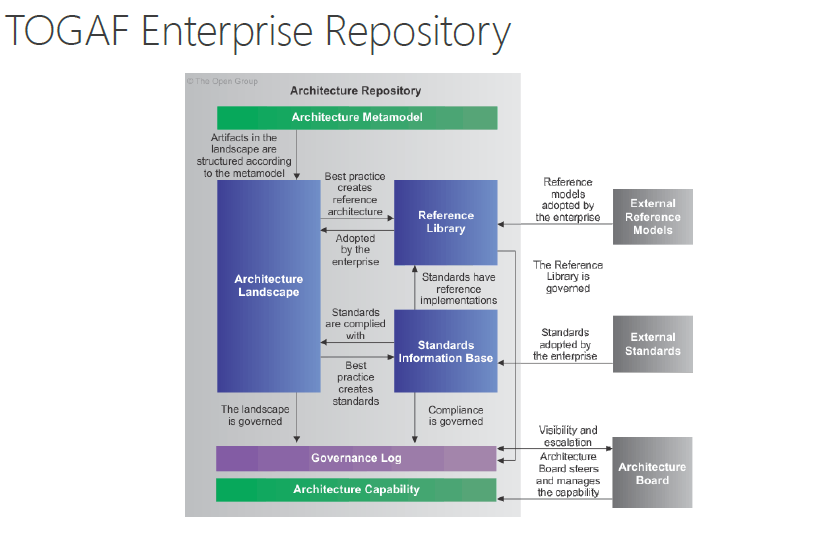 TOGAF Enterprise Repository
© The Open Group
Architecture Repository
Architecture Metamodel
Artifacts in the
landscape are
structured according
to the metamodel
Best practice
creates
reference
architecture
Reference
Library
Reference
models
adopted by
the enterprise
External
Reference
Models
Adopted
by the
enterprise
The Reference
Library is
governed
Architecture
Landscape
Standards have
reference
implementations
Standards
are complied
with
Standards
Information Base
Standards
adopted by
the enterprise
External
Standards
Best
practice
creates
standards
The landscape
is governed
Compliance
is governed
Visibility and
escalation
Governance Log
Architecture
Board steers
and manages
the capability
Architecture
Board
Architecture Capability